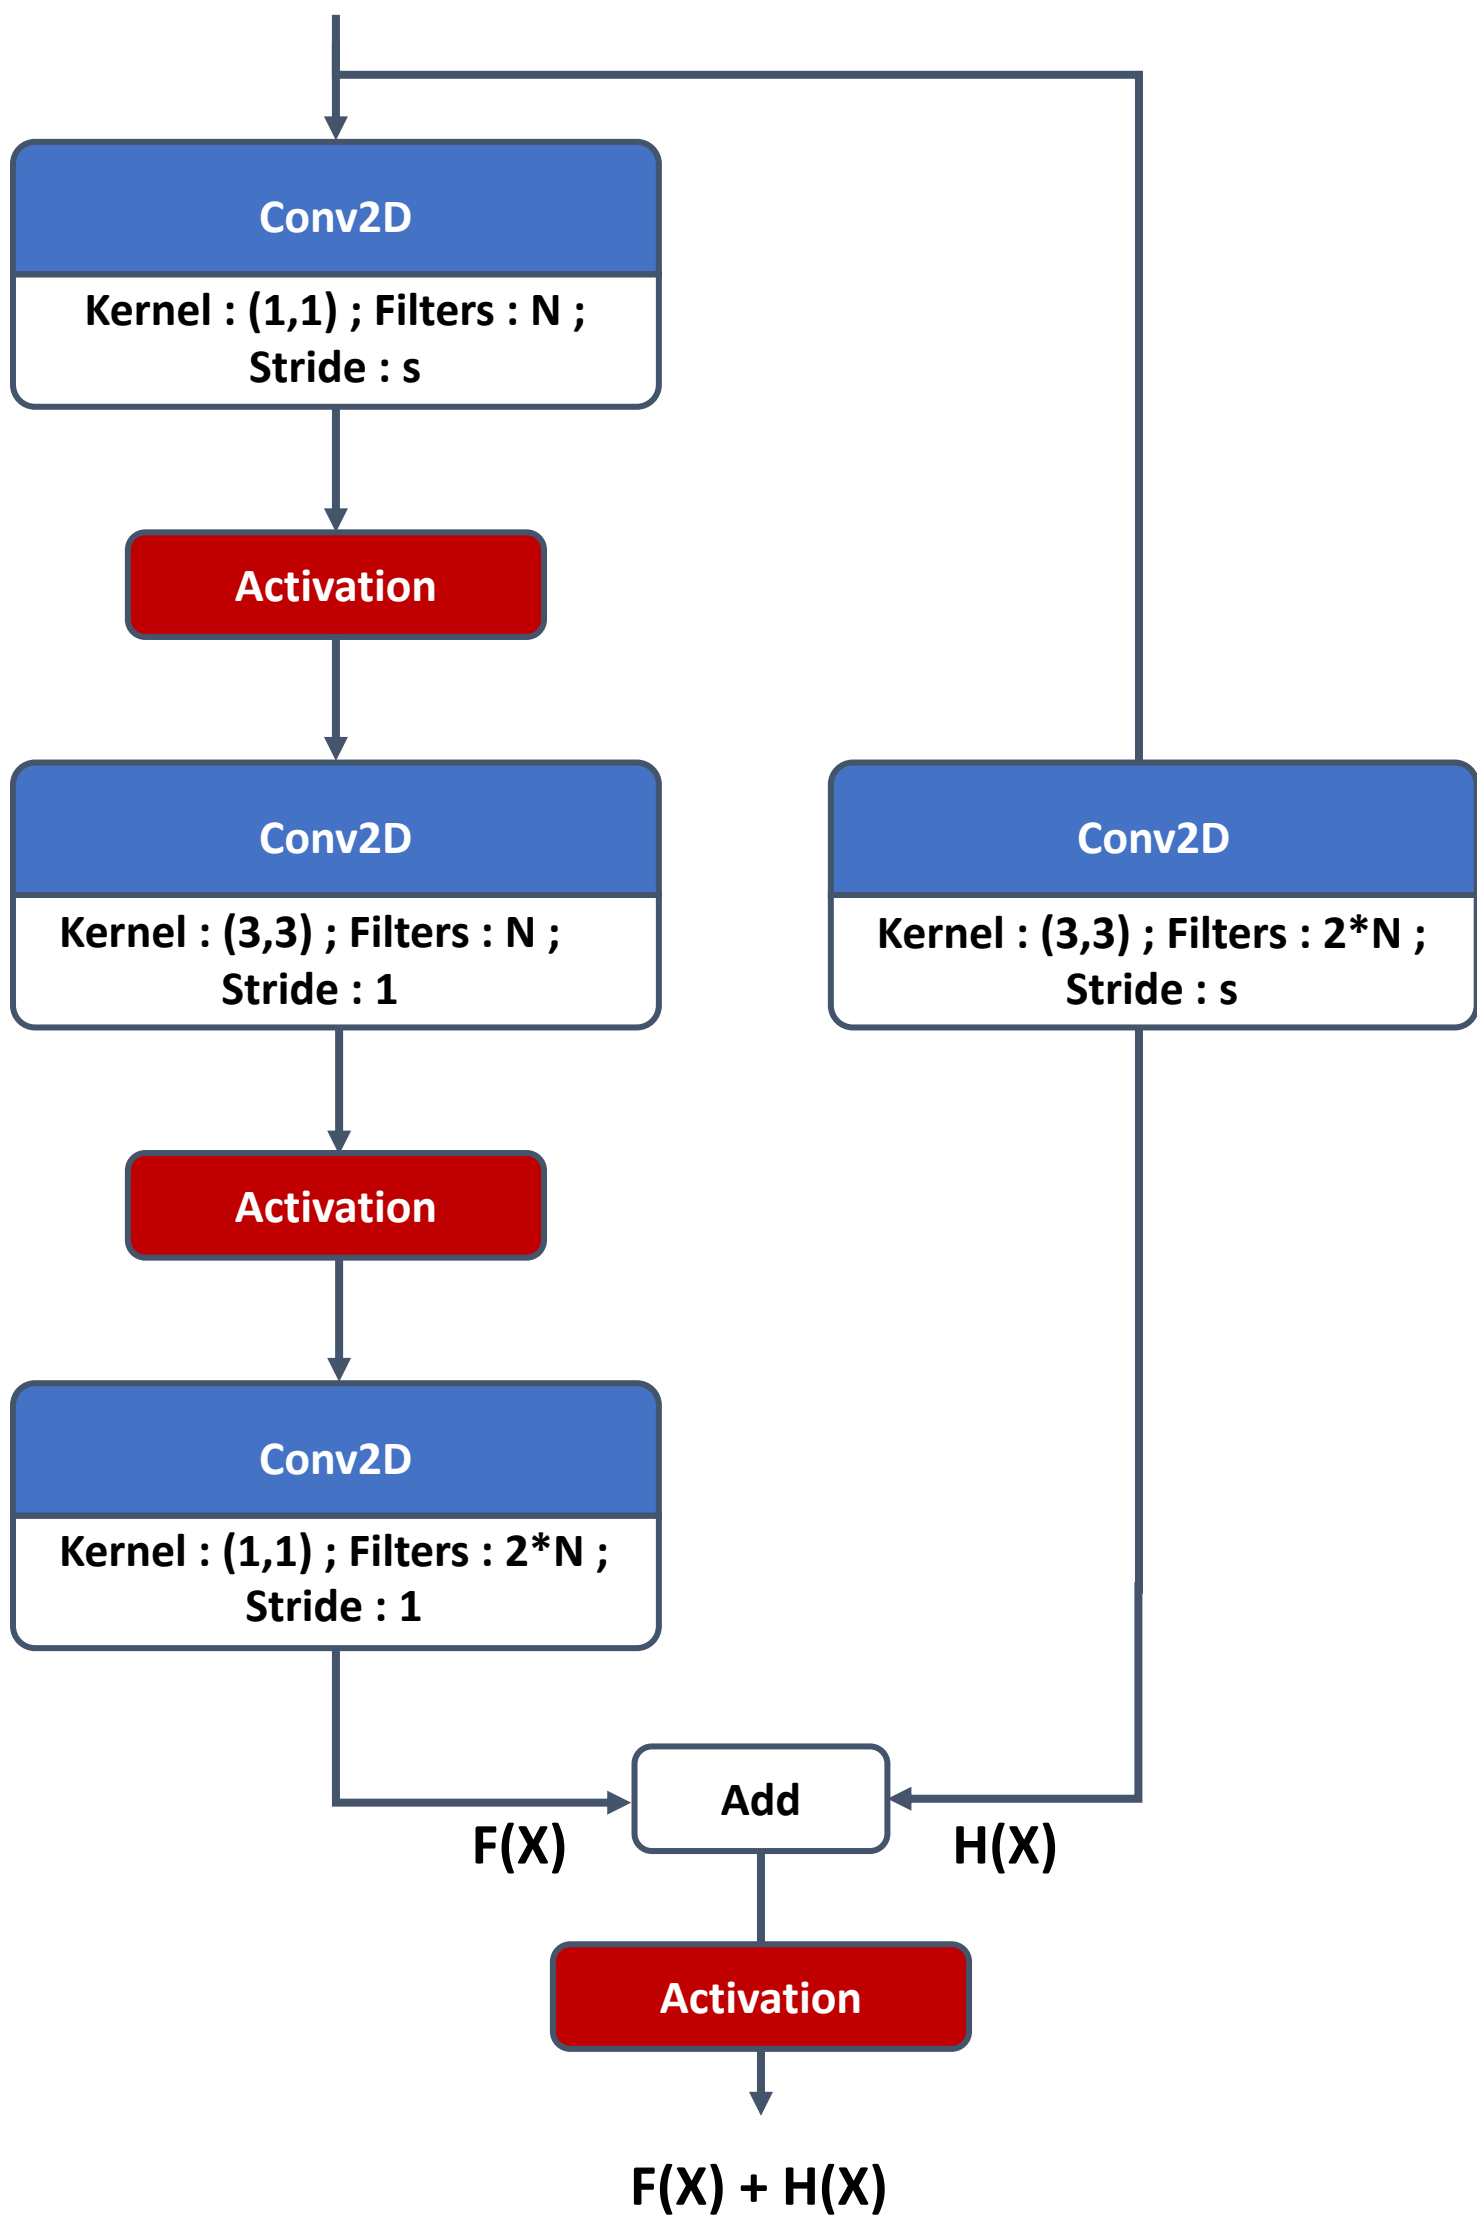 Conv2D
Kernel : (1,1) ; Filters : N ;
Stride : s
Activation
Conv2D
Kernel : (3,3) ; Filters : N ;
Stride : 1
Conv2D
Kernel : (3,3) ; Filters : 2*N ;
Stride : s
Activation
Conv2D
Kernel : (1,1) ; Filters : 2*N ;
Stride : 1
Add
F(X)
H(X)
Activation
F(X) + H(X)